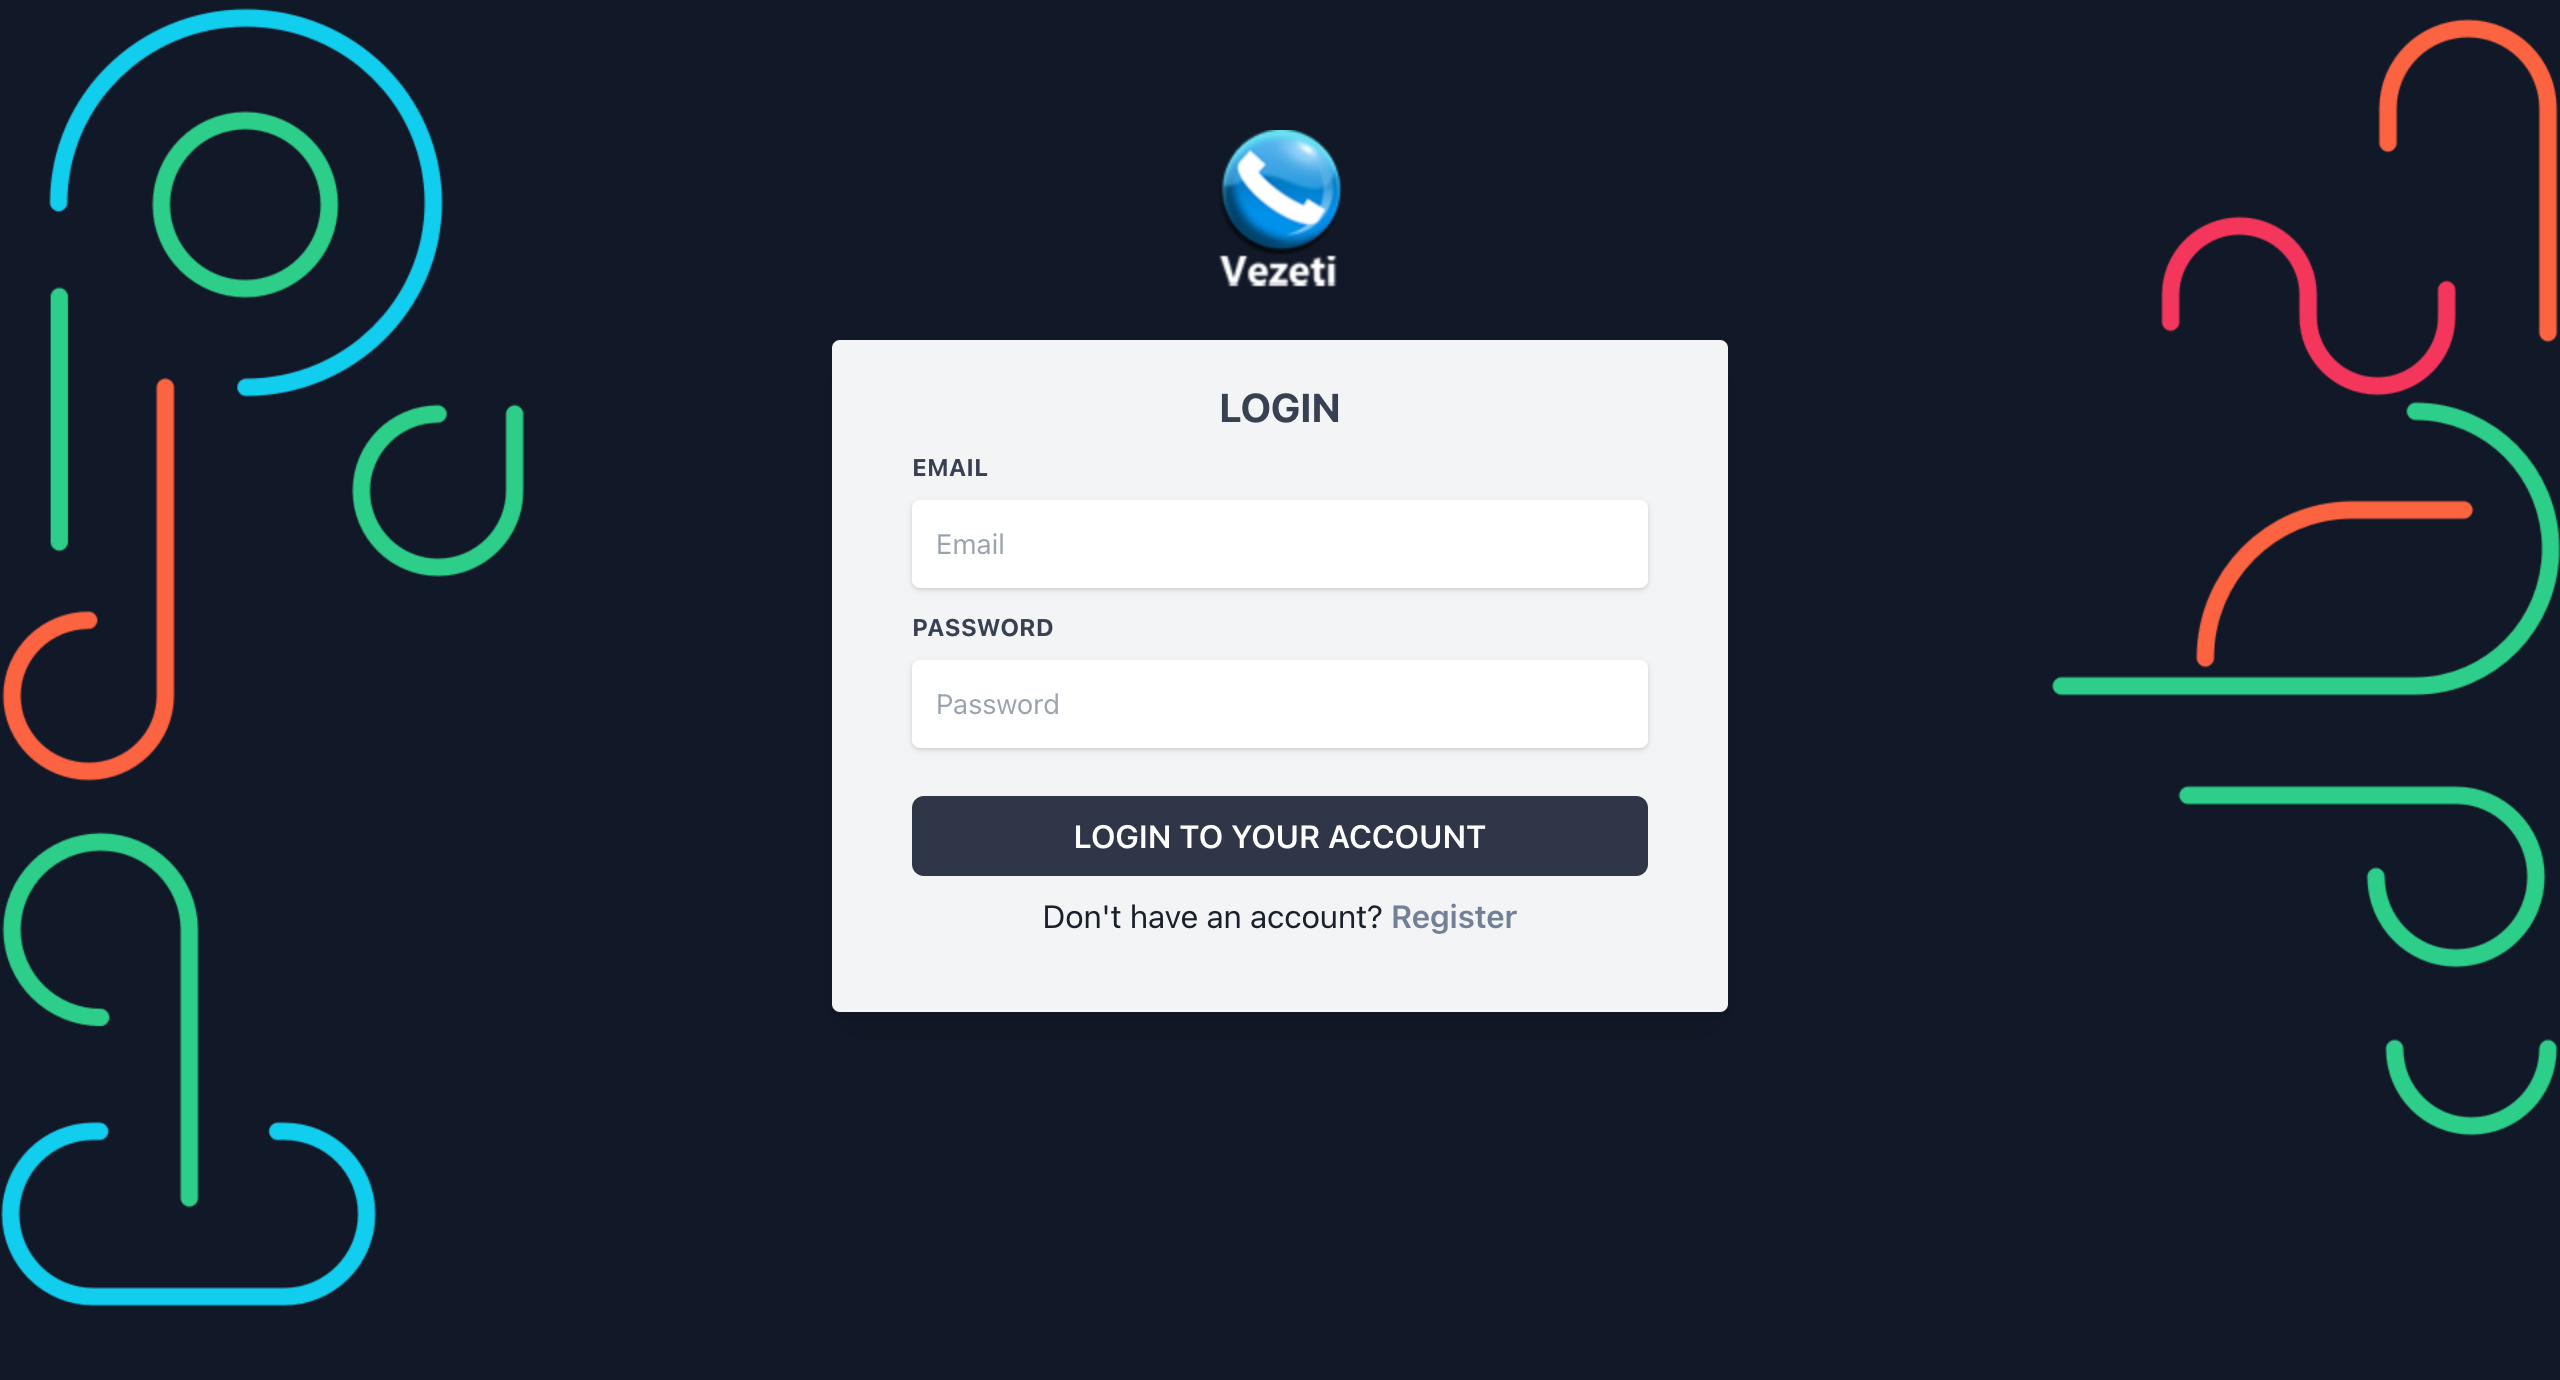 Vezeti
LOGIN
EMAIL
Email
PASSWORD
Password
LOGIN TO YOUR ACCOUNT
Don't have an account? Register